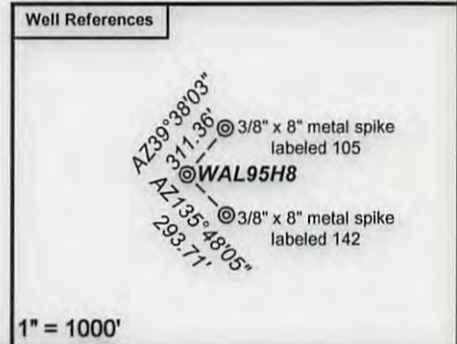 Well References
AZ39°38'03"
311.36'
3/8" x 8" metal spike
labeled 105
WAL95H8
AZ135°48'05"
293.71'
3/8" x 8" metal spike
labeled 142
1" = 1000'